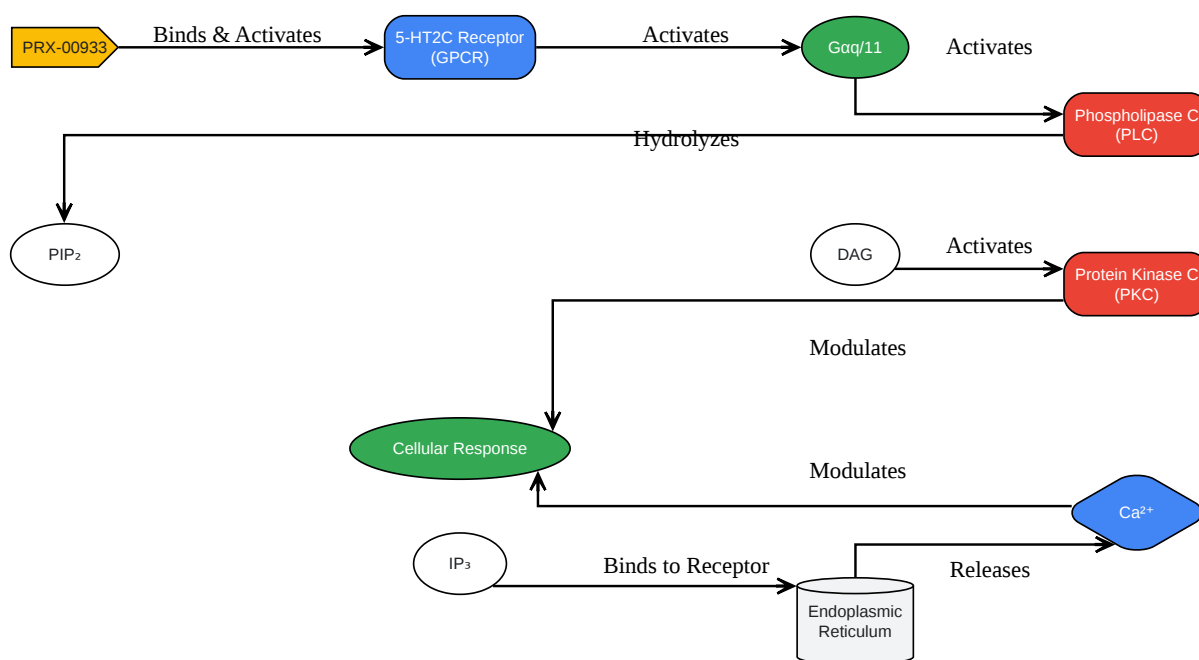 PRX-00933
Binds & Activates
5-HT2C Receptor
(GPCR)
Activates
Gαq/11
Activates
Phospholipase C
(PLC)
Hydrolyzes
PIP₂
DAG
Activates
Protein Kinase C
(PKC)
Modulates
Cellular Response
Modulates
Ca²⁺
IP₃
Binds to Receptor
Endoplasmic
Reticulum
Releases